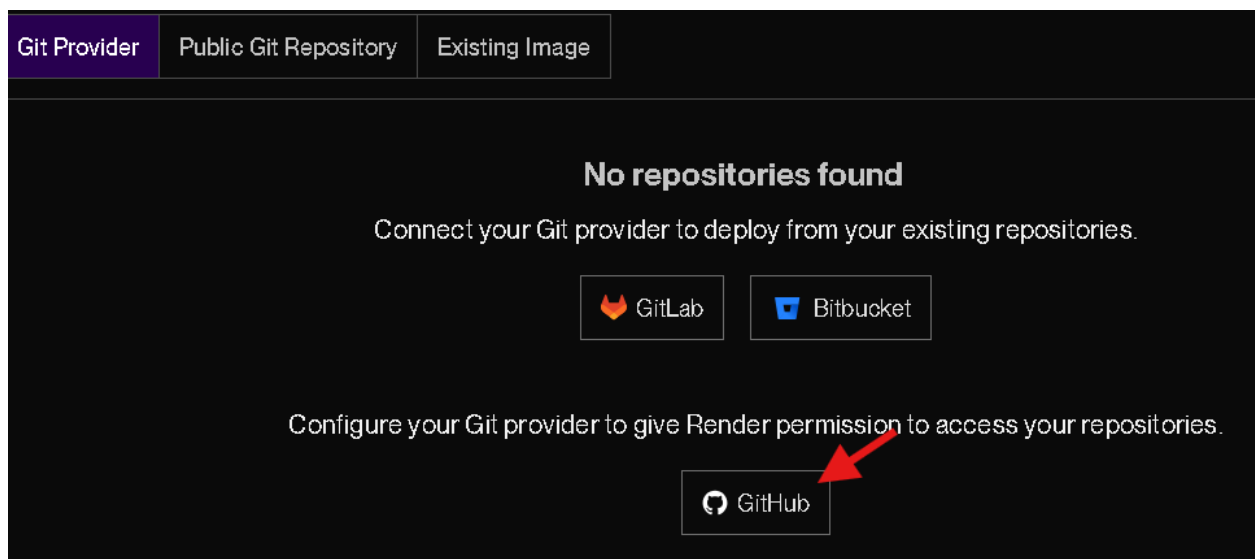 Git Provider Public Git Repository Existing Image
No repositories found
Connect your Git provider to deploy from your existing repositories.
GitLab Bitbucket
Configure your Git provider to give Render permission to access your repositories.
GitHub